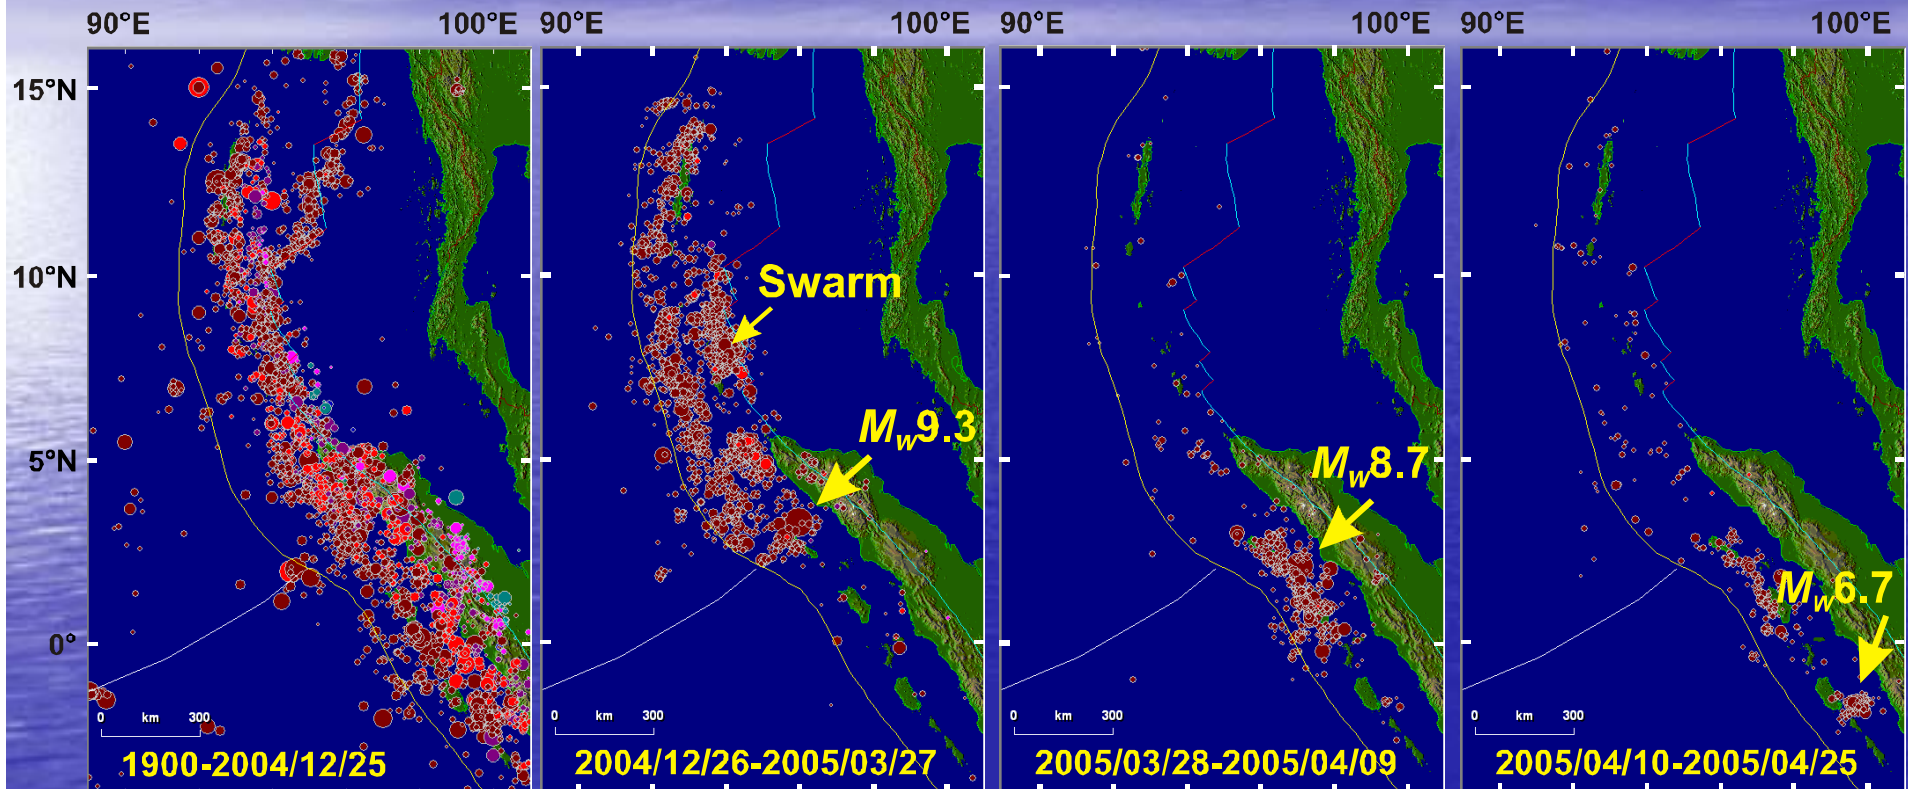 90°E 100°E 90°E 100°E 90°E 100°E 90°E 100°E
15°N
10°N
5°N
0°
Swarm
Mw9.3
Mw8.7
Mw6.7
0 km 300
0 km 300
0 km 300
0 km 300
1900-2004/12/25
2004/12/26-2005/03/27
2005/03/28-2005/04/09
2005/04/10-2005/04/25